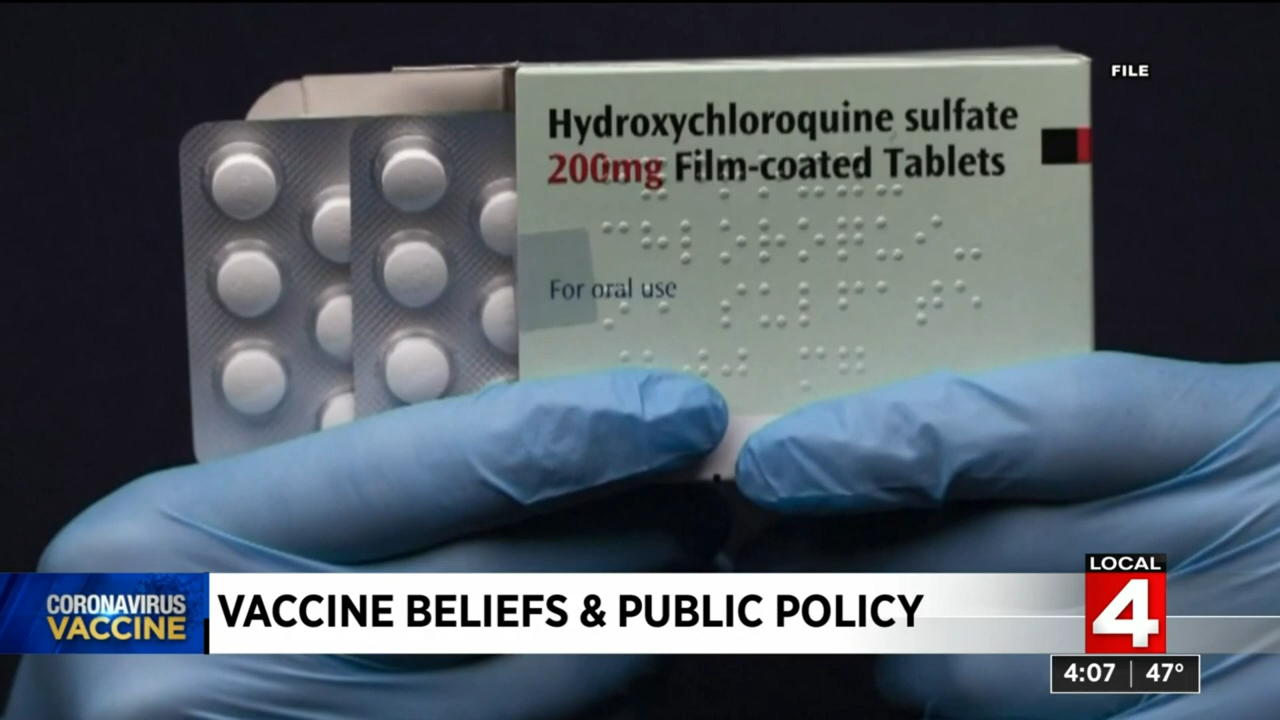 FILE
Hydroxychloroquine sulfate
200mg Film-coated Tablets
For oral use
CORONAVIRUS
VACCINE
VACCINE BELIEFS & PUBLIC POLICY
LOCAL
4
4:07 | 47°